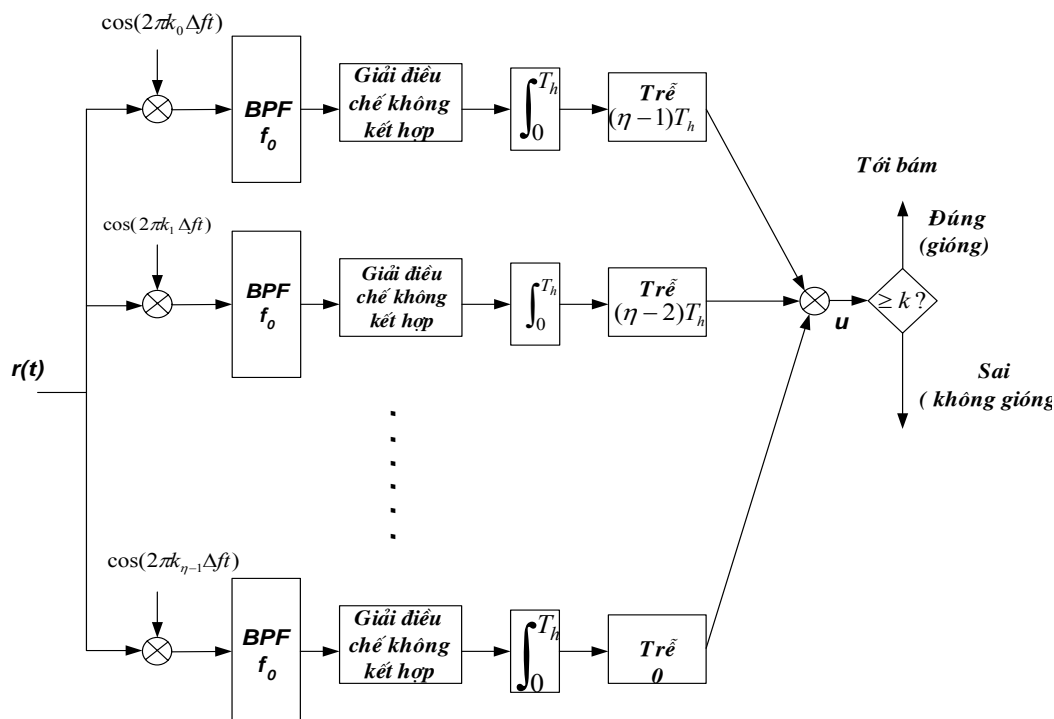 cos(2πk₀Δft)
BPF
f₀
Giải điều
chế không
kết hợp
∫₀^{T_h}
Trễ
(η−1)T_h
Tới bám
Đúng
(gióng)
cos(2πk₁Δft)
BPF
f₀
Giải điều
chế không
kết hợp
∫₀^{T_h}
Trễ
(η−2)T_h
≥ k ?
u
r(t)
Sai
( không gióng
cos(2πk_{η−1}Δft)
BPF
f₀
Giải điều
chế không
kết hợp
∫₀^{T_h}
Trễ
0